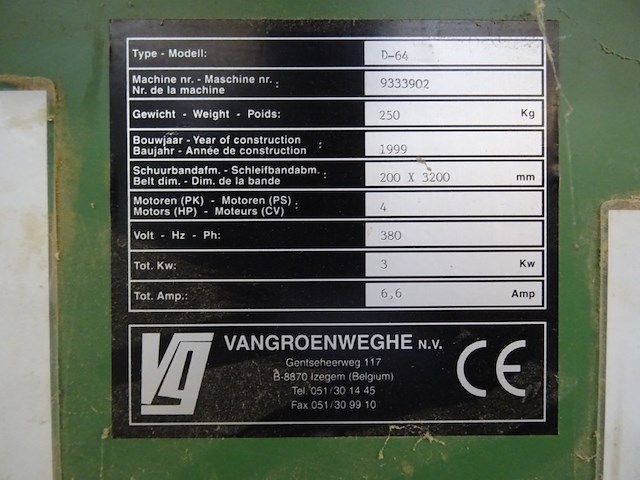 Type - Modell: D-64
Machine nr. - Maschine nr. :
Nr. de la machine 9333902
Gewicht - Weight - Poids: 250 Kg
Bouwjaar - Year of construction :
Baujahr - Année de construction 1999
Schuurbandafm. - Schleifbandabm. :
Belt dim. - Dim. de la bande 200 X 3200 mm
Motoren (PK) - Motoren (PS) :
Motors (HP) - Moteurs (CV) 4
Volt - Hz - Ph: 380
Tot. Kw: 3 Kw
Tot. Amp.: 6,6 Amp
VG VANGROENWEGHE N.V. CE
Gentseheerweg 117
B-8870 Izegem (Belgium)
Tel. 051/30 14 45
Fax 051/30 99 10